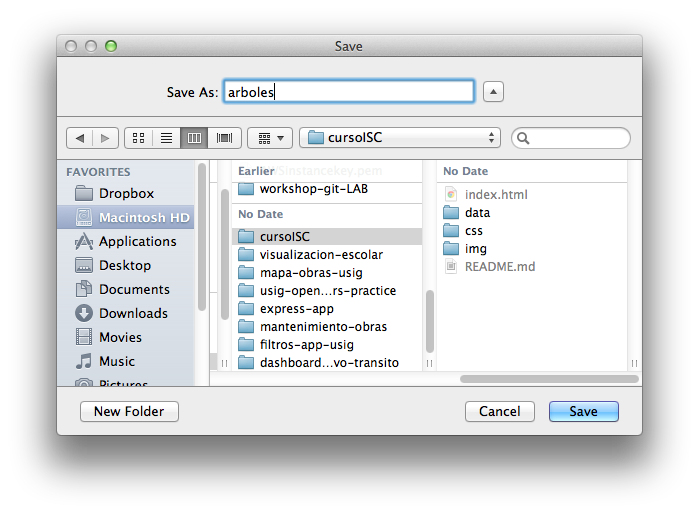 Save
Save As: arboles
cursoISC
FAVORITES
Dropbox
Macintosh HD
Applications
Desktop
Documents
Downloads
Movies
Music
Pictures
Earlier
workshop-git-LAB
No Date
cursoISC
visualizacion-escolar
mapa-obras-usig
usig-open...rs-practice
express-app
mantenimiento-obras
filtros-app-usig
dashboard...vo-transito
No Date
index.html
data
css
img
README.md
New Folder
Cancel
Save